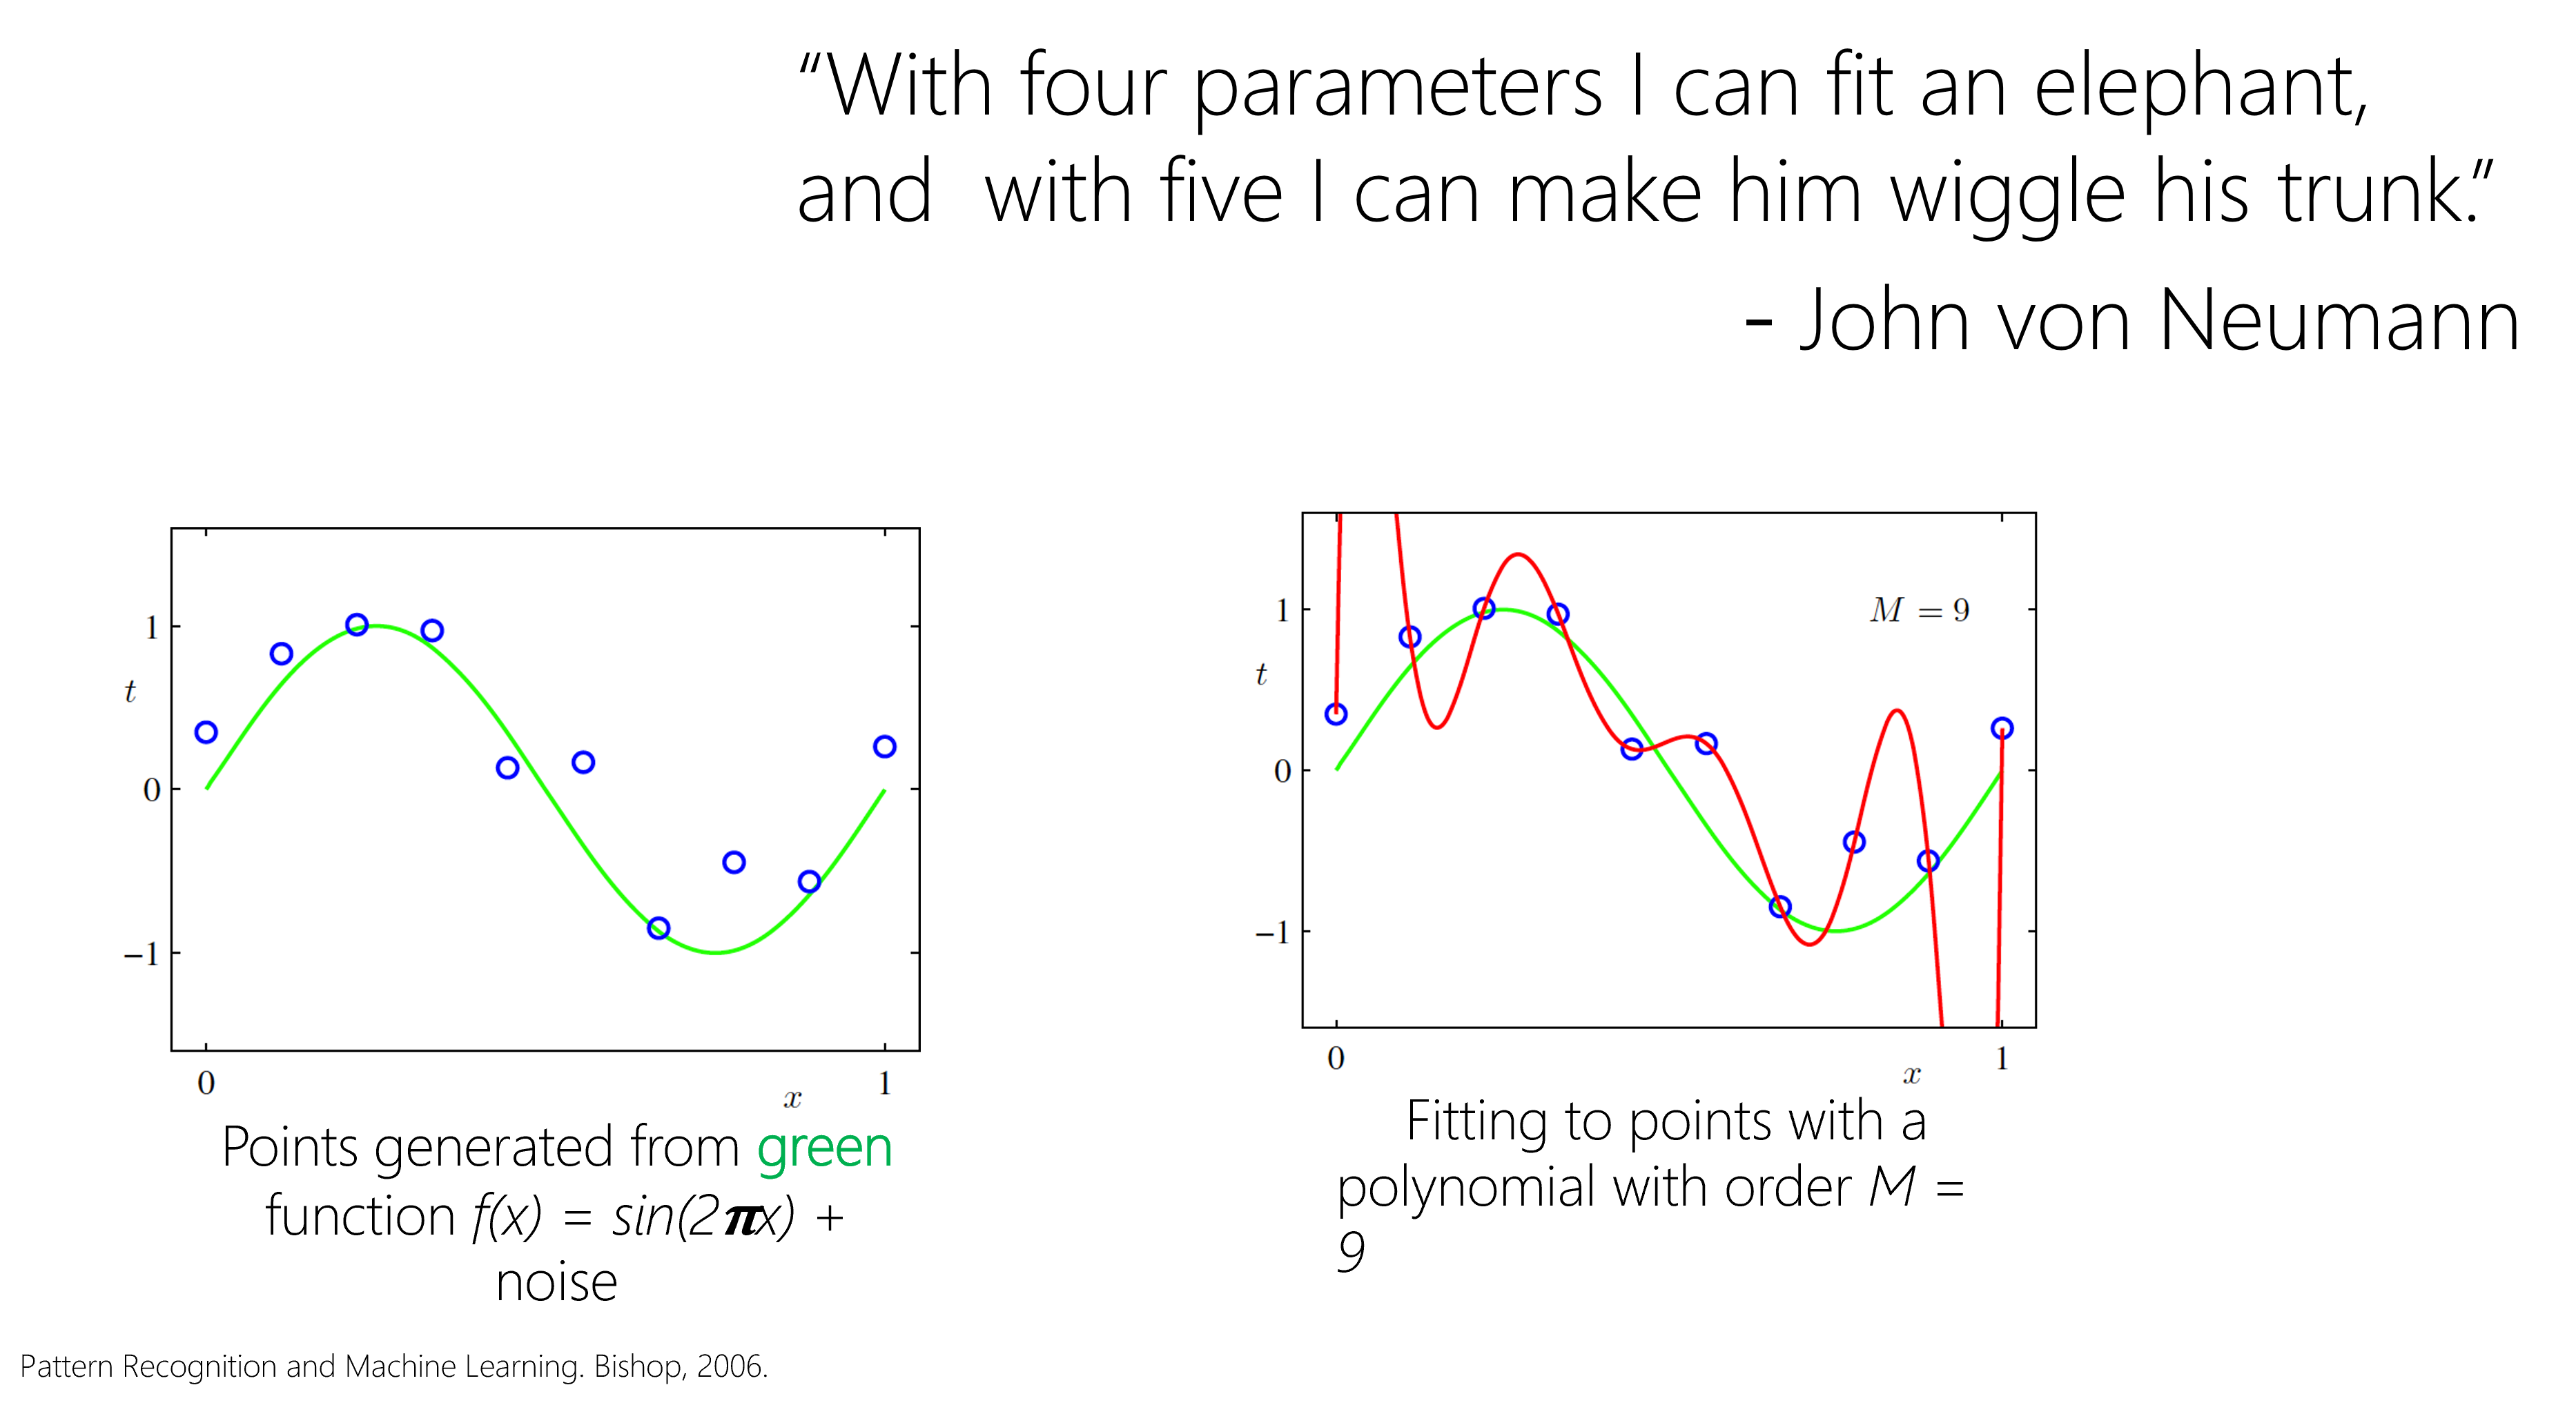 “With four parameters I can fit an elephant,
and  with five I can make him wiggle his trunk.”
- John von Neumann
1
t
0
−1
0
x
1
Points generated from green
function f(x) = sin(2πx) +
noise
1
M = 9
t
0
−1
0
x
1
Fitting to points with a
polynomial with order M =
9
Pattern Recognition and Machine Learning. Bishop, 2006.